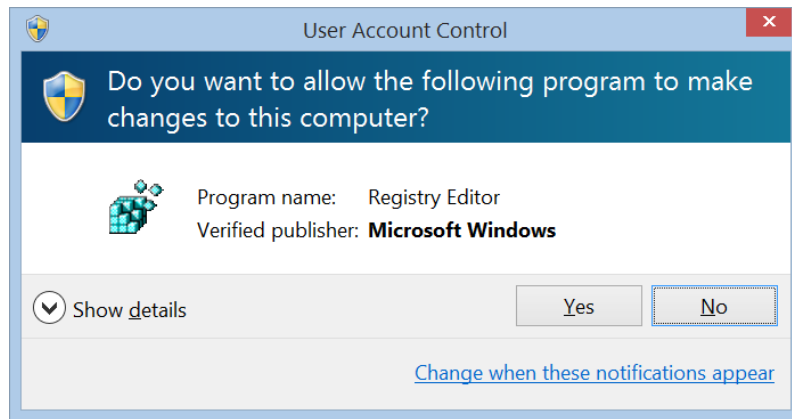 User Account Control
Do you want to allow the following program to make
changes to this computer?
Program name: Registry Editor
Verified publisher: Microsoft Windows
Show details
Yes
No
Change when these notifications appear